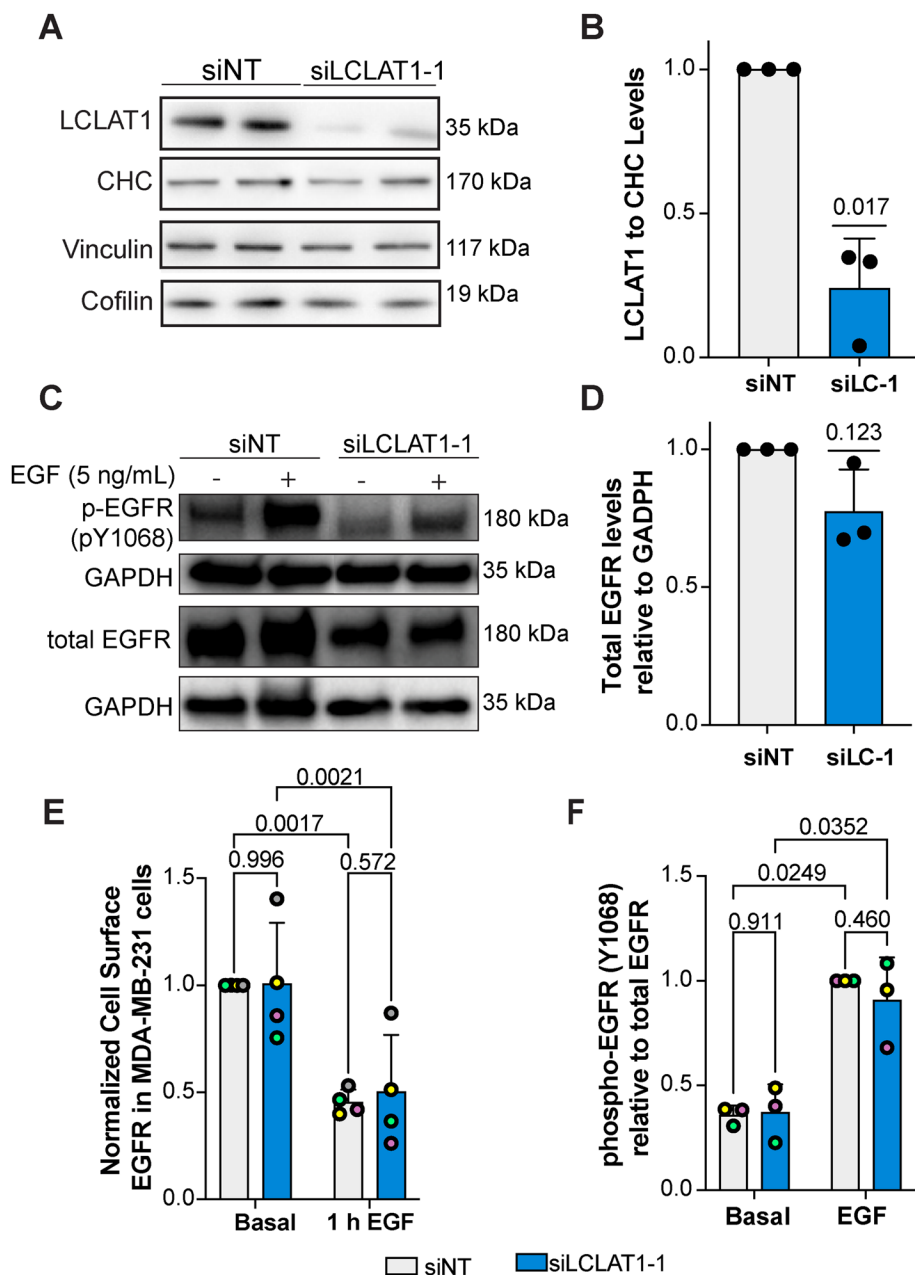 A
siNT siLCLAT1-1
LCLAT1 35 kDa
CHC 170 kDa
Vinculin 117 kDa
Cofilin 19 kDa
B
LCLAT1 to CHC Levels
1.0
0.5
0.0
0.017
siNT siLC-1
C
siNT siLCLAT1-1
EGF (5 ng/mL) - + - +
p-EGFR
(pY1068)
180 kDa
GAPDH 35 kDa
total EGFR 180 kDa
GAPDH 35 kDa
D
Total EGFR levels
relative to GADPH
1.0
0.5
0.0
0.123
siNT siLC-1
E
Normalized Cell Surface
EGFR in MDA-MB-231 cells
1.5
1.0
0.5
0.0
0.0021
0.0017
0.996 0.572
Basal 1 h EGF
F
phospho-EGFR (Y1068)
relative to total EGFR
1.5
1.0
0.5
0.0
0.0352
0.0249
0.911 0.460
Basal EGF
siNT siLCLAT1-1